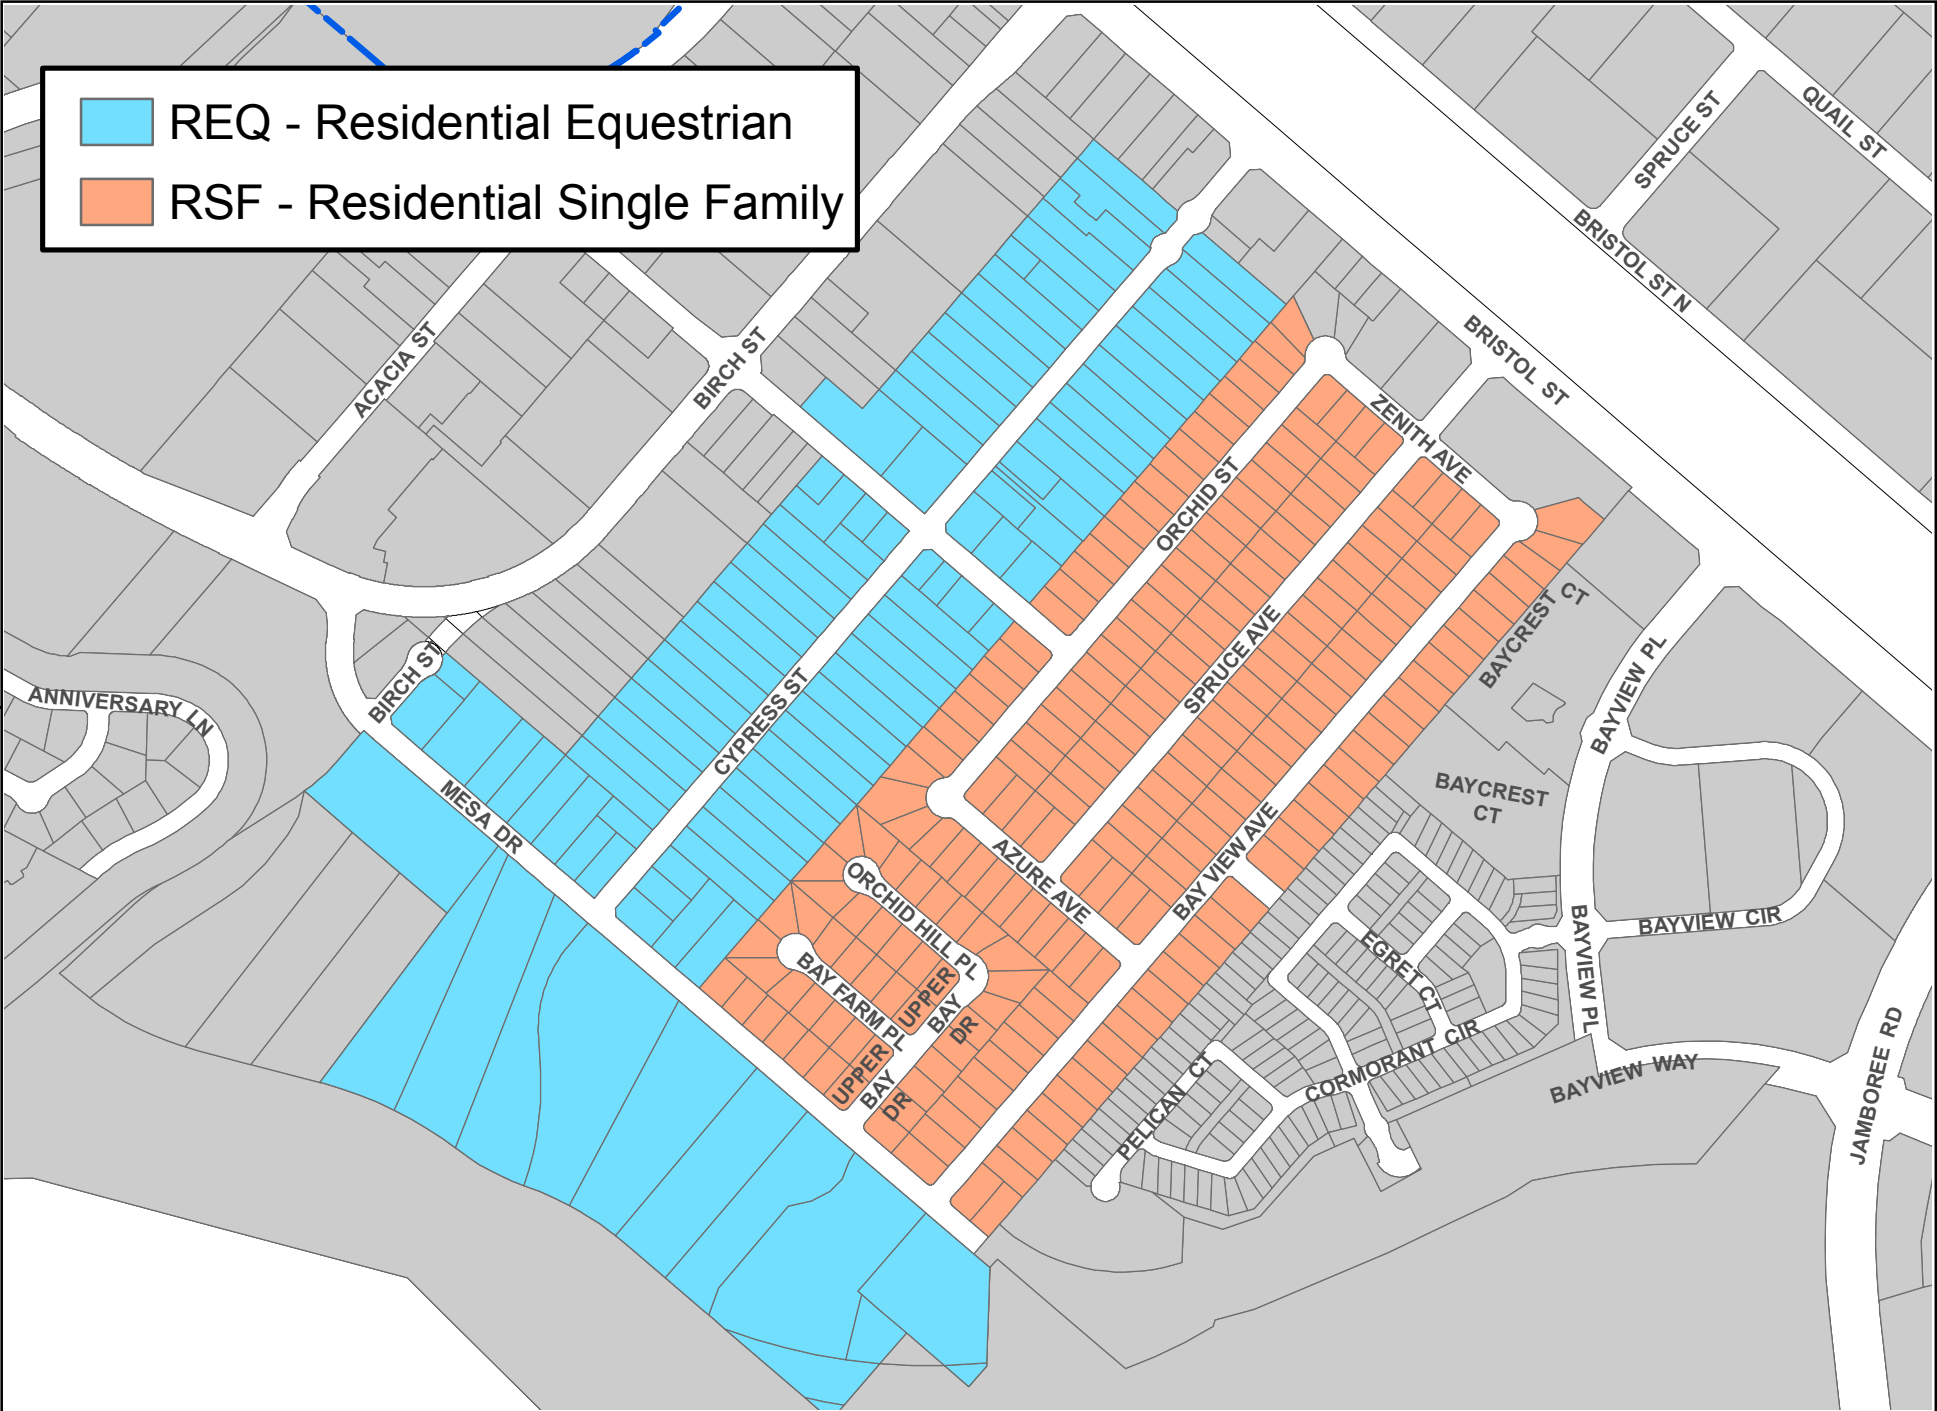 REQ - Residential Equestrian
RSF - Residential Single Family
QUAIL ST
SPRUCE ST
BRISTOL ST N
BRISTOL ST
ACACIA ST
BIRCH ST
ZENITH AVE
ORCHID ST
SPRUCE AVE
BAYCREST CT
BAYVIEW PL
BIRCH ST
ANNIVERSARY LN
CYPRESS ST
MESA DR
BAYCREST
CT
AZURE AVE
BAY VIEW AVE
ORCHID HILL PL
BAYVIEW CIR
BAYVIEW PL
EGRET CT
BAY FARM PL
UPPER
BAY
DR
UPPER
BAY
DR
CORMORANT CIR
PELICAN CT
BAYVIEW WAY
JAMBOREE RD